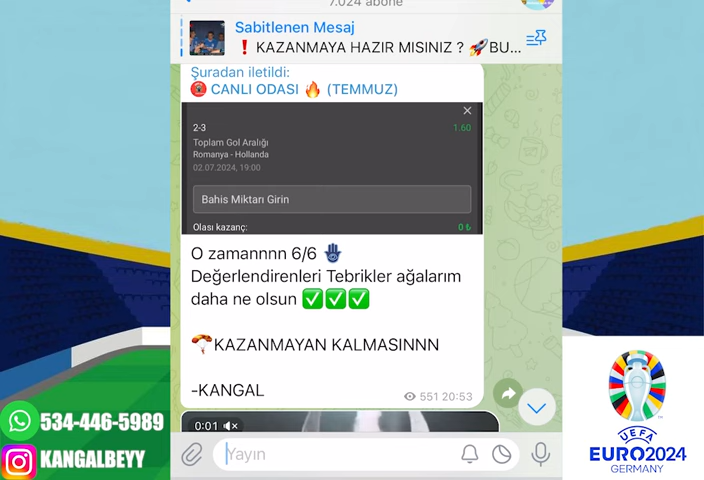 7.024 abone
Sabitlenen Mesaj
❗ KAZANMAYA HAZIR MISINIZ ? 🚀BU...
Şuradan iletildi:
🚨 CANLI ODASI 🔥 (TEMMUZ)
2-3
1.60
Toplam Gol Aralığı
Romanya - Hollanda
02.07.2024, 19:00
Bahis Miktarı Girin
Olası kazanç:
0 ₺
O zamannnn 6/6 🪬
Değerlendirenleri Tebrikler ağalarım
daha ne olsun ✅✅✅
🪂KAZANMAYAN KALMASINNN
-KANGAL
551 20:53
0:01
Yayın
534-446-5989
KANGALBEYY
UEFA
EURO2024
GERMANY